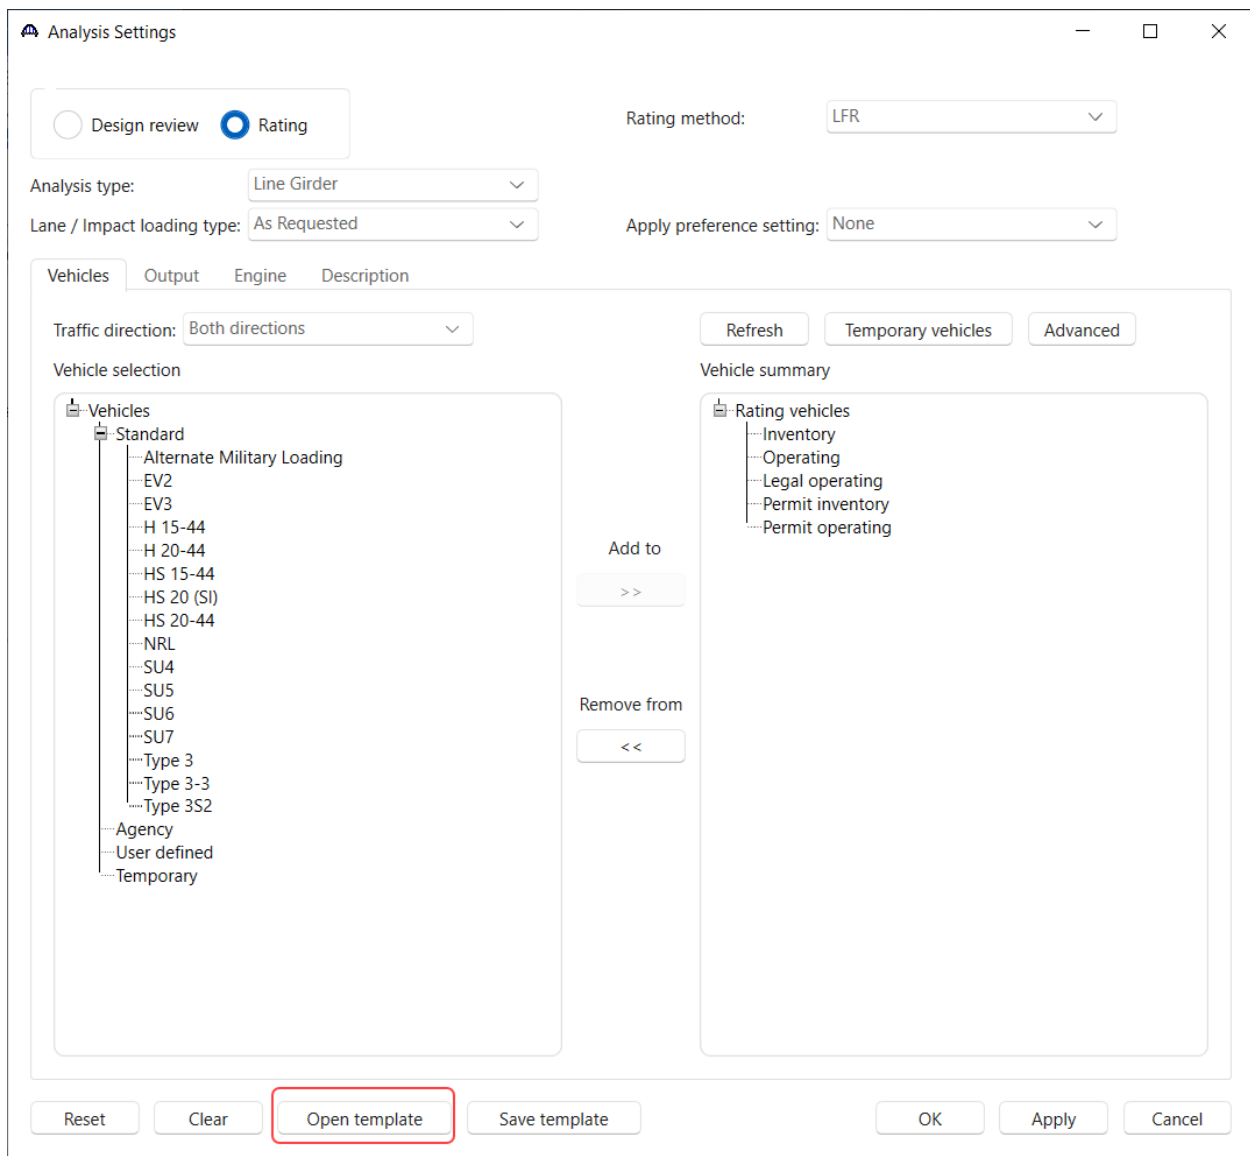 Analysis Settings
Design review Rating
Rating method: LFR
Analysis type: Line Girder
Lane / Impact loading type: As Requested
Apply preference setting: None
Vehicles Output Engine Description
Traffic direction: Both directions
Refresh Temporary vehicles Advanced
Vehicle selection
Vehicles
Standard
Alternate Military Loading
EV2
EV3
H 15-44
H 20-44
HS 15-44
HS 20 (SI)
HS 20-44
NRL
SU4
SU5
SU6
SU7
Type 3
Type 3-3
Type 3S2
Agency
User defined
Temporary
Add to
>>
Remove from
<<
Vehicle summary
Rating vehicles
Inventory
Operating
Legal operating
Permit inventory
Permit operating
Reset Clear Open template Save template OK Apply Cancel